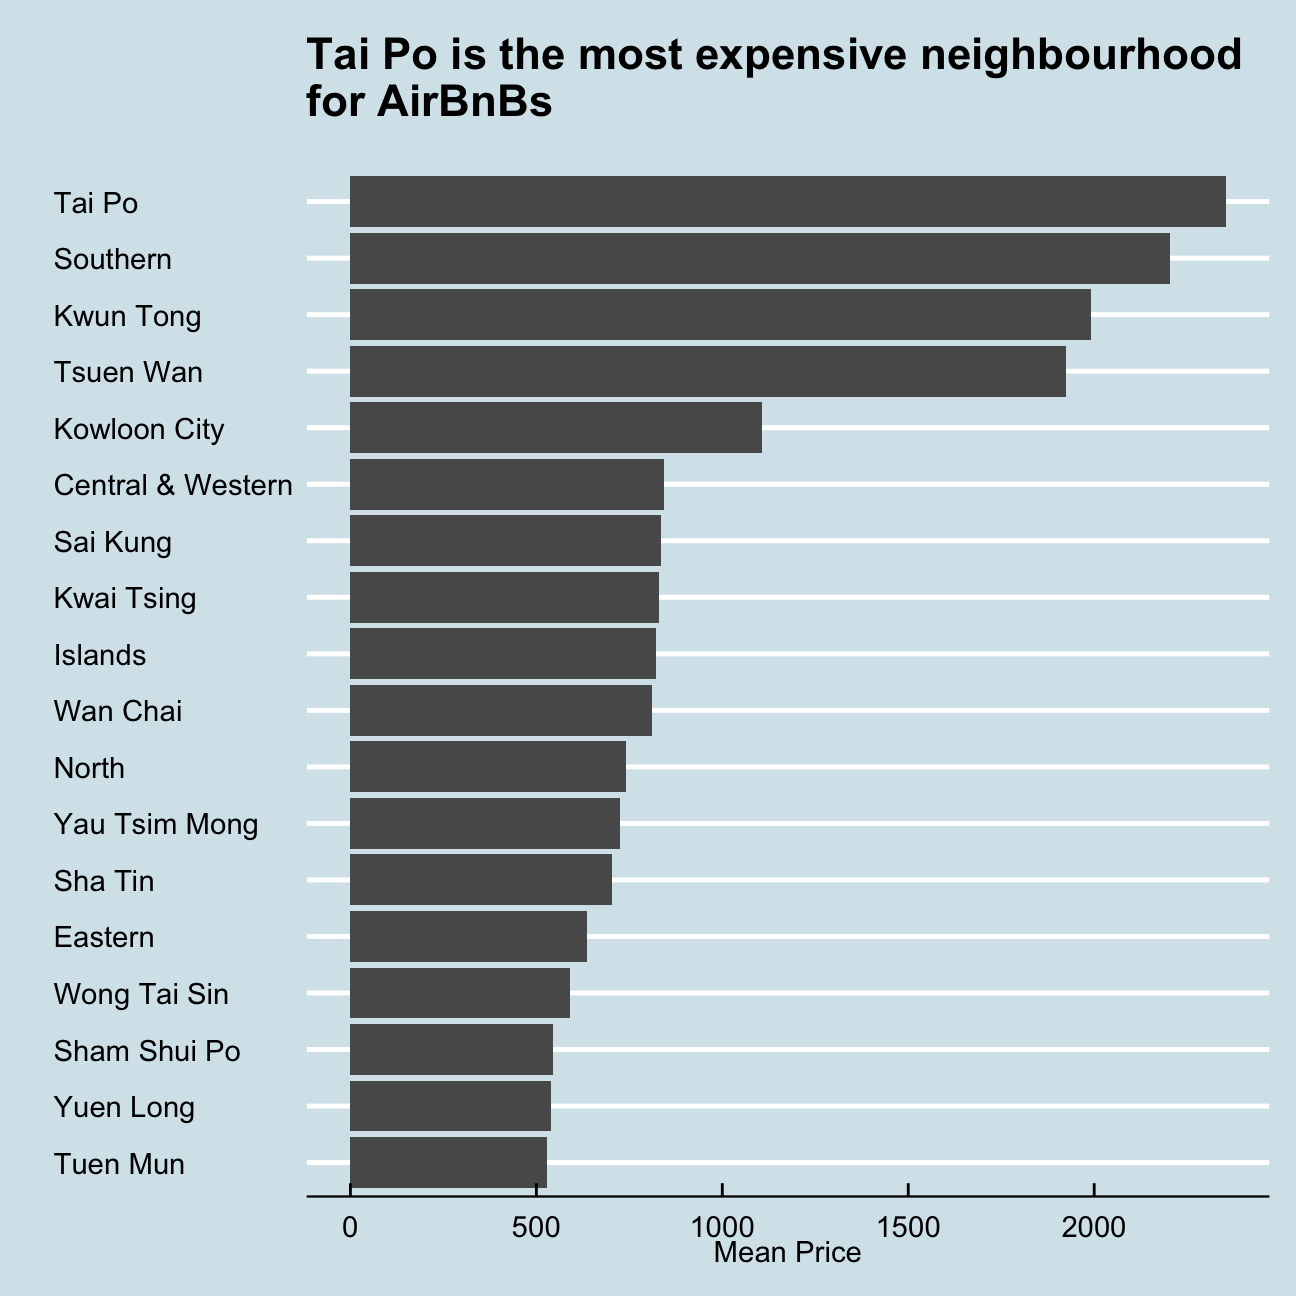 Tai Po is the most expensive neighbourhood
for AirBnBs
Tai Po
Southern
Kwun Tong
Tsuen Wan
Kowloon City
Central & Western
Sai Kung
Kwai Tsing
Islands
Wan Chai
North
Yau Tsim Mong
Sha Tin
Eastern
Wong Tai Sin
Sham Shui Po
Yuen Long
Tuen Mun
0 500 1000 1500 2000
Mean Price